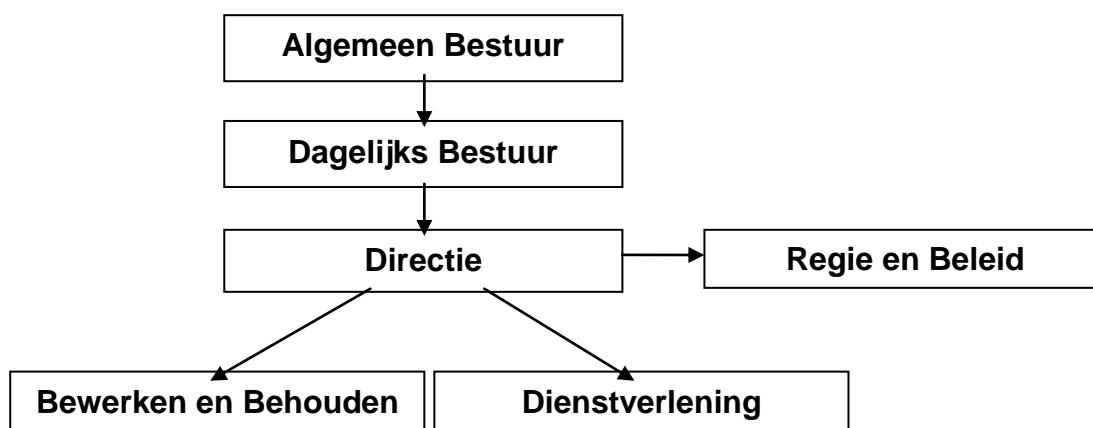 Algemeen Bestuur
Dagelijks Bestuur
Directie
Regie en Beleid
Bewerken en Behouden
Dienstverlening